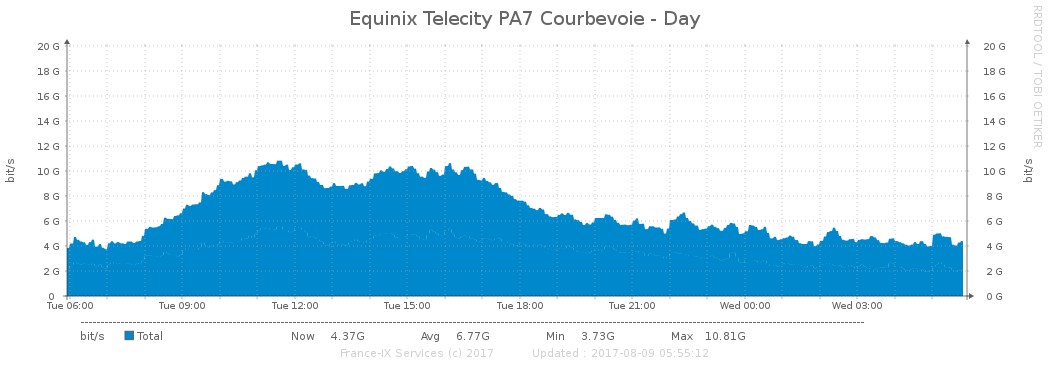 Equinix Telecity PA7 Courbevoie - Day
RRDTOOL / TOBI OETIKER
bit/s
bit/s
20 G 20 G
18 G 18 G
16 G 16 G
14 G 14 G
12 G 12 G
10 G 10 G
8 G 8 G
6 G 6 G
4 G 4 G
2 G 2 G
0 0 G
Tue 06:00 Tue 09:00 Tue 12:00 Tue 15:00 Tue 18:00 Tue 21:00 Wed 00:00 Wed 03:00
bit/s Total Now 4.37G Avg 6.77G Min 3.73G Max 10.81G
France-IX Services (c) 2017 Updated : 2017-08-09 05:55:12